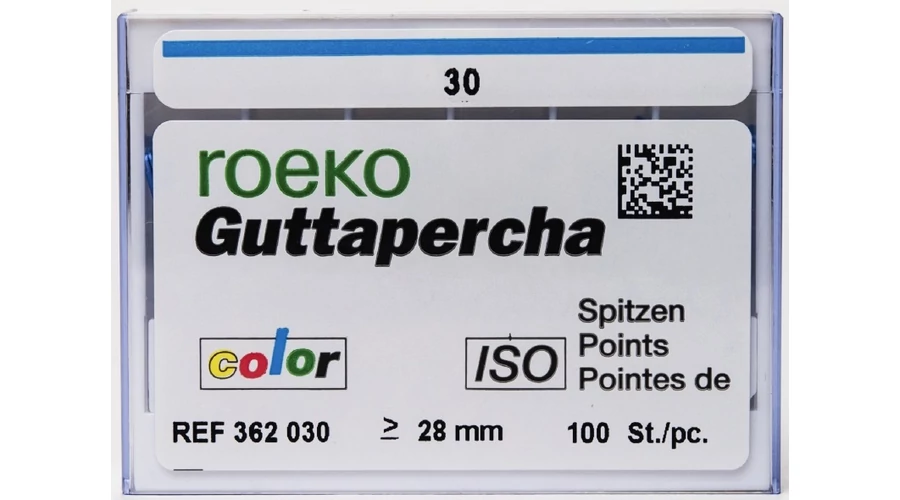 30
roeko
Guttapercha
Spitzen
color
ISO
Points
Pointes de
REF 362 030 ≥ 28 mm 100 St./pc.